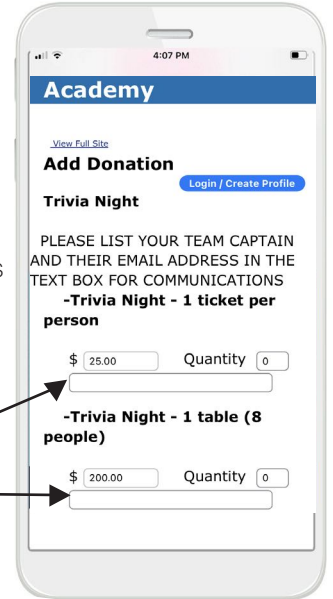 4:07 PM
Academy
View Full Site
Add Donation
Login / Create Profile
Trivia Night
PLEASE LIST YOUR TEAM CAPTAIN
AND THEIR EMAIL ADDRESS IN THE
TEXT BOX FOR COMMUNICATIONS
-Trivia Night - 1 ticket per
person
$ 25.00 Quantity 0
-Trivia Night - 1 table (8
people)
$ 200.00 Quantity 0